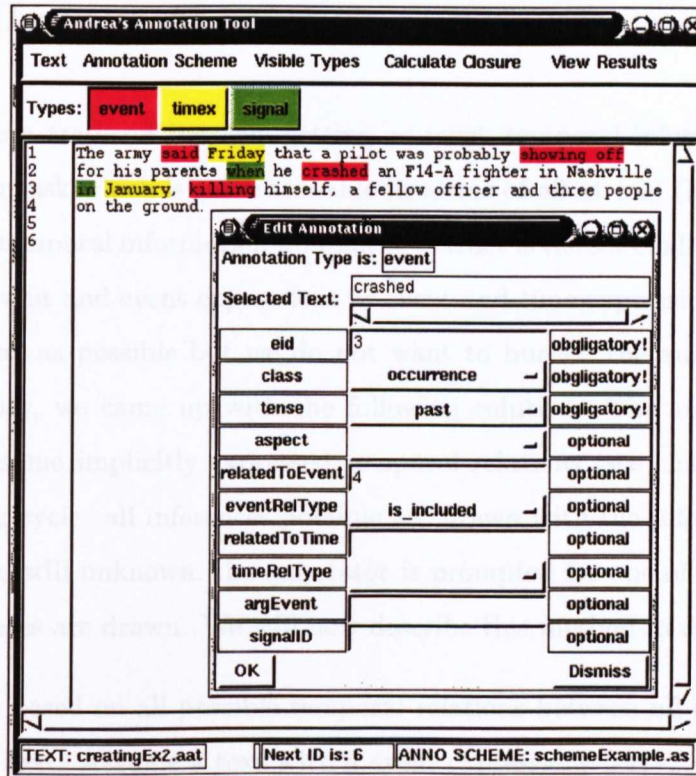 Andrea's Annotation Tool
Text Annotation Scheme Visible Types Calculate Closure View Results
Types: event timex signal
1 The army said Friday that a pilot was probably showing off
2 for his parents when he crashed an F14-A fighter in Nashville
3 in January, killing himself, a fellow officer and three people
4 on the ground.
5
Edit Annotation
Annotation Type is: event
Selected Text: crashed
eid 3 obgligatory!
class occurrence obgligatory!
tense past obgligatory!
aspect optional
relatedToEvent 4 optional
eventRelType is_included optional
relatedToTime optional
timeRelType optional
argEvent optional
signalID optional
OK Dismiss
TEXT: creatingEx2.aat Next ID is: 6 ANNO SCHEME: schemeExample.as